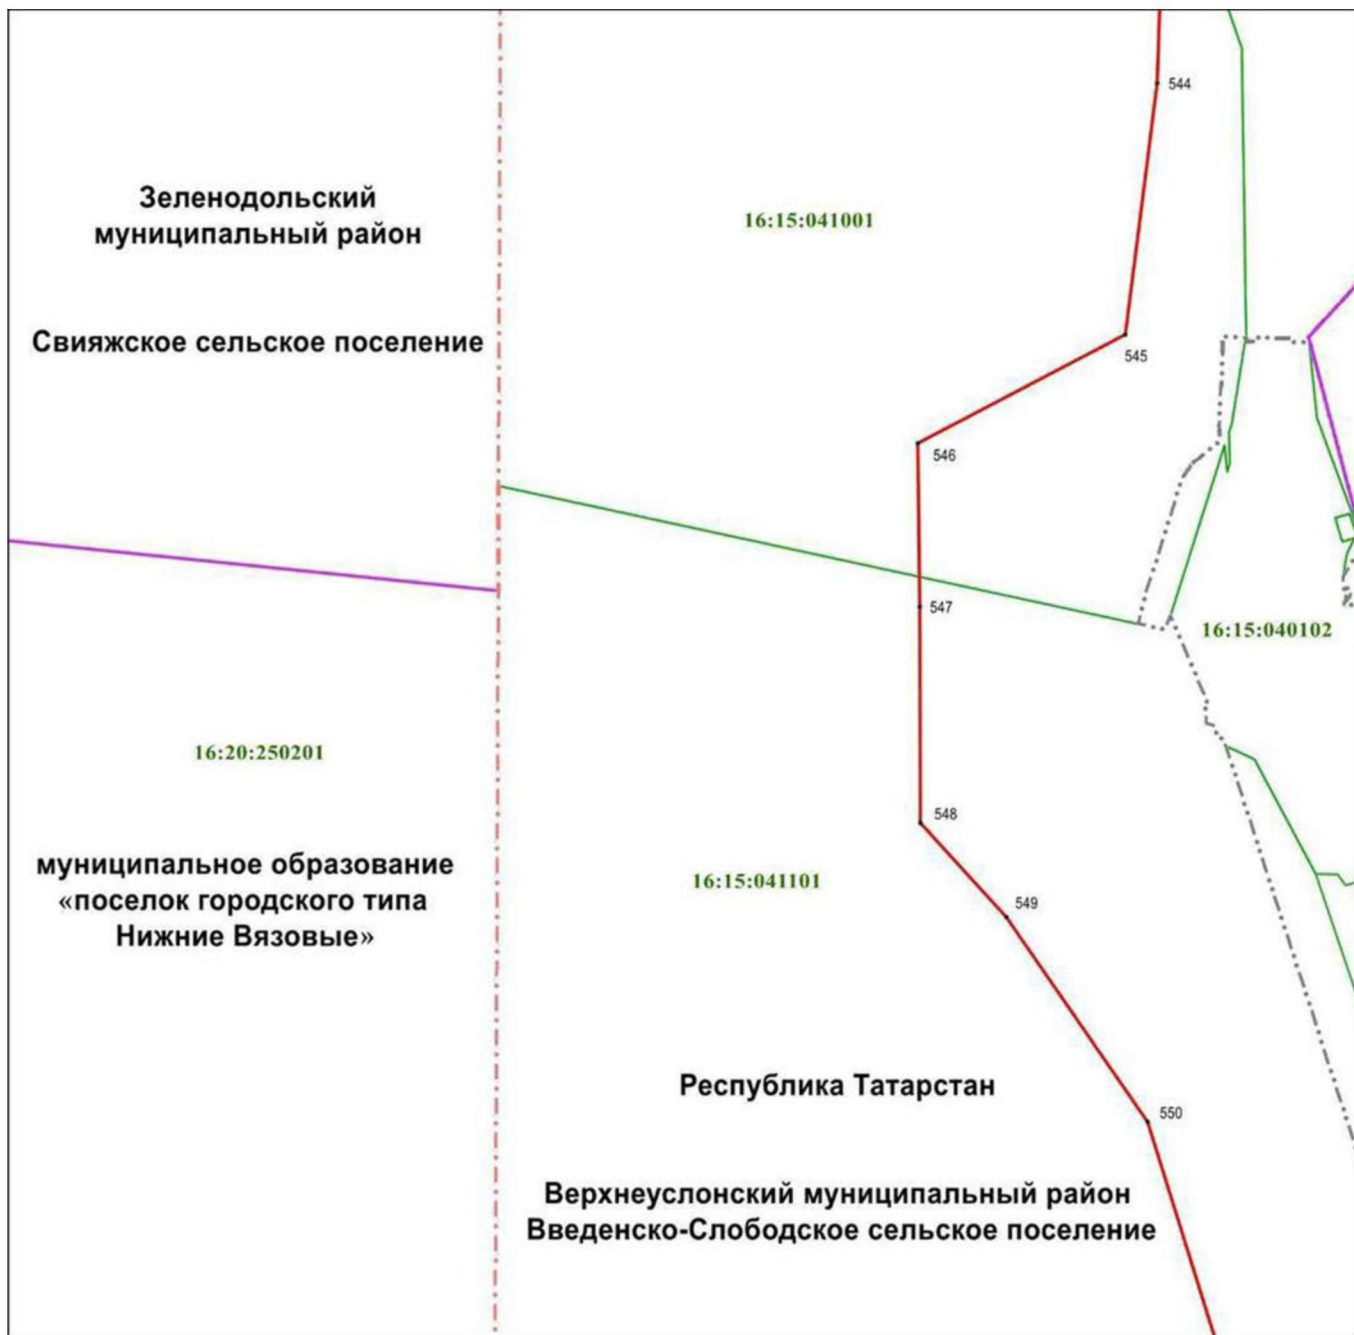 544
Зеленодольский
муниципальный район
16:15:041001
Свияжское сельское поселение
545
546
547
16:15:040102
16:20:250201
548
муниципальное образование
«поселок городского типа
Нижние Вязовые»
16:15:041101
549
Республика Татарстан
550
Верхнеуслонский муниципальный район
Введенско-Слободское сельское поселение